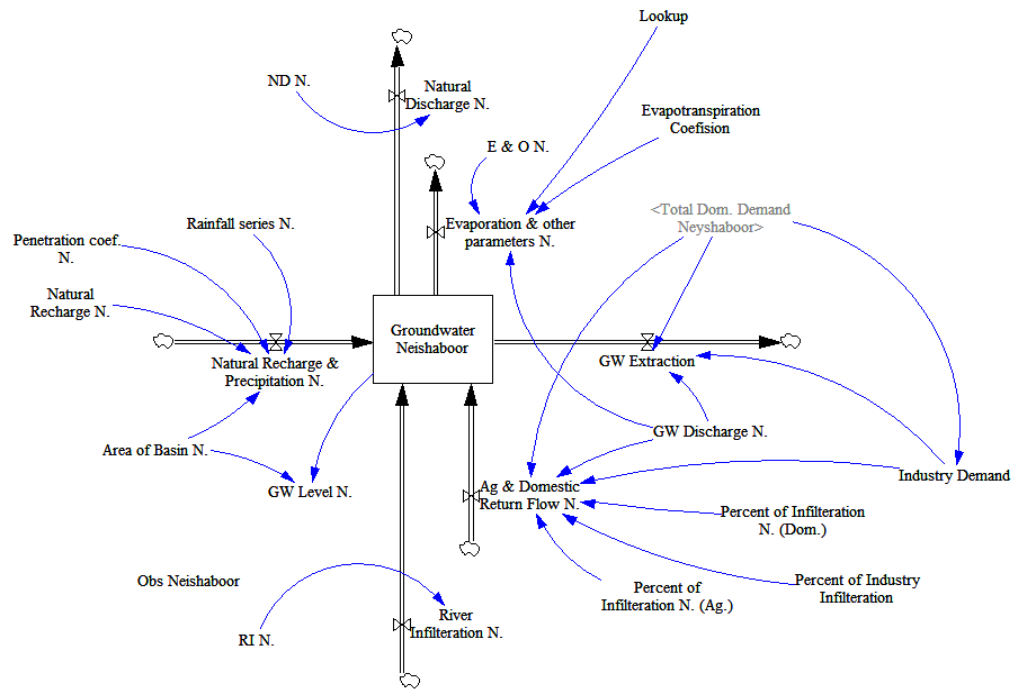 Lookup
ND N.
Natural
Discharge N.
Evapotranspiration
Coefision
E & O N.
<Total Dom. Demand
Neyshaboor>
Rainfall series N.
Evaporation & other
parameters N.
Penetration coef.
N.
Natural
Recharge N.
Groundwater
Neishaboor
Natural Recharge &
Precipitation N.
GW Extraction
GW Discharge N.
Area of Basin N.
Industry Demand
GW Level N.
Ag & Domestic
Return Flow N.
Percent of Infilteration
N. (Dom.)
Obs Neishaboor
Percent of Industry
Infilteration
Percent of
Infilteration N. (Ag.)
River
Infilteration N.
RI N.